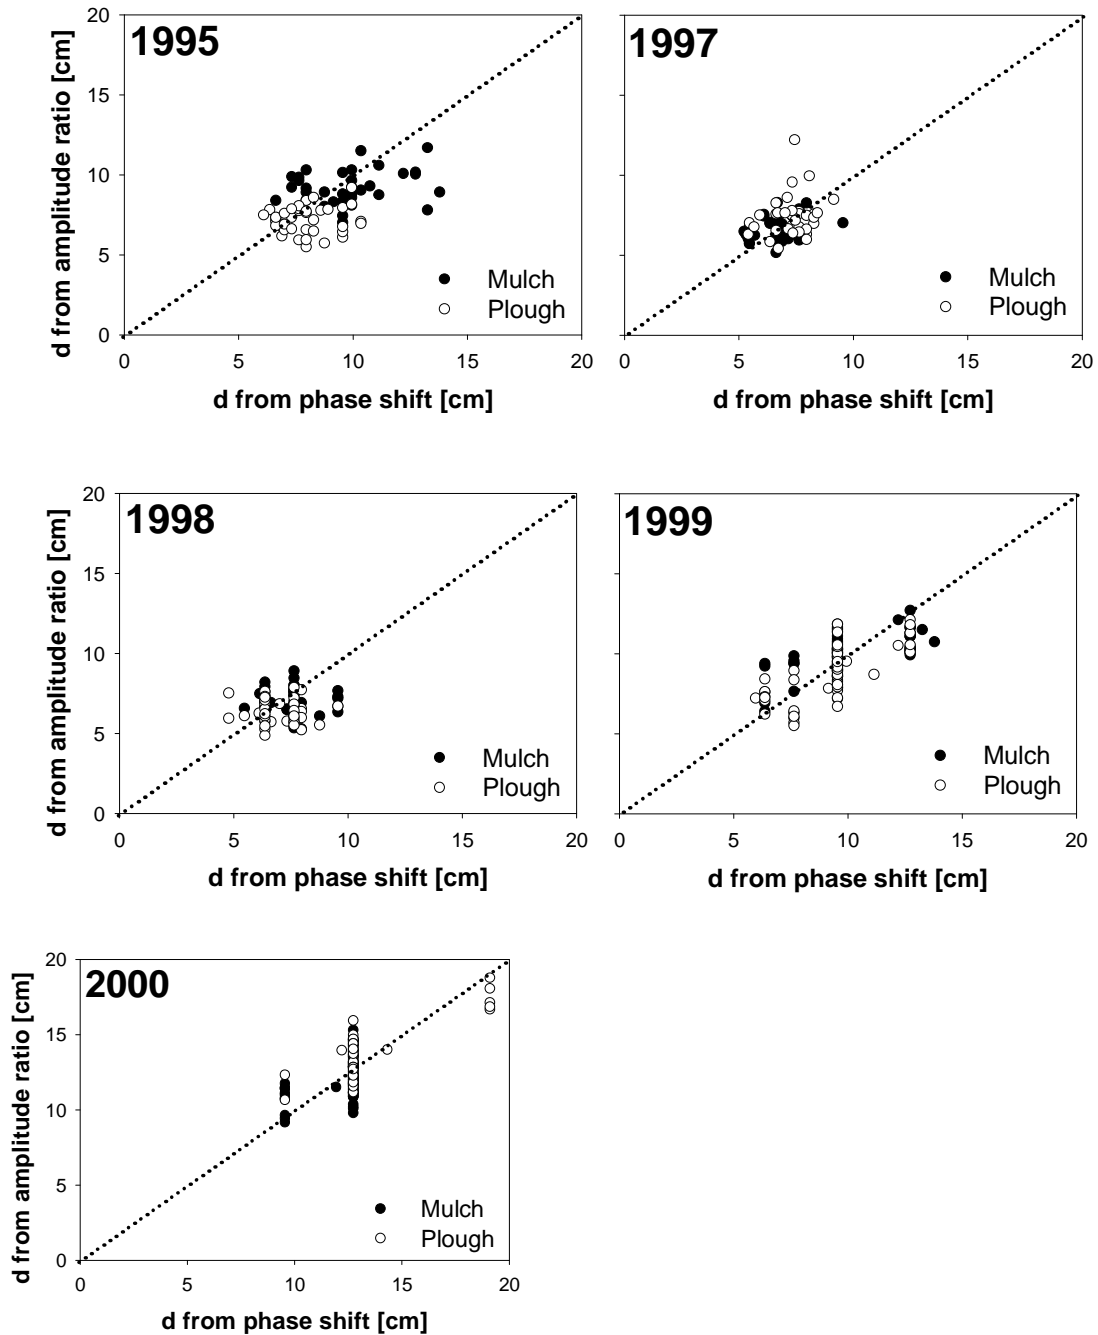 20
15
10
5
0
d from amplitude ratio [cm]
1995
Mulch
Plough
0 5 10 15 20
d from phase shift [cm]
1997
Mulch
Plough
0 5 10 15 20
d from phase shift [cm]
20
15
10
5
0
d from amplitude ratio [cm]
1998
Mulch
Plough
0 5 10 15 20
d from phase shift [cm]
1999
Mulch
Plough
0 5 10 15 20
d from phase shift [cm]
20
15
10
5
0
d from amplitude ratio [cm]
2000
Mulch
Plough
0 5 10 15 20
d from phase shift [cm]